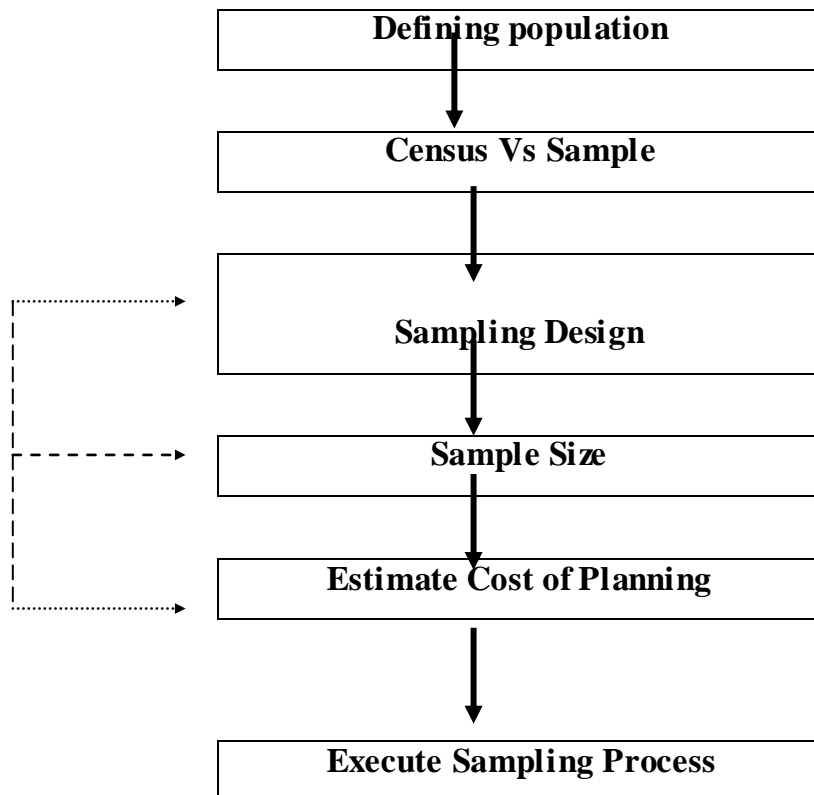 Defining population
Census Vs Sample
Sampling Design
Sample Size
Estimate Cost of Planning
Execute Sampling Process